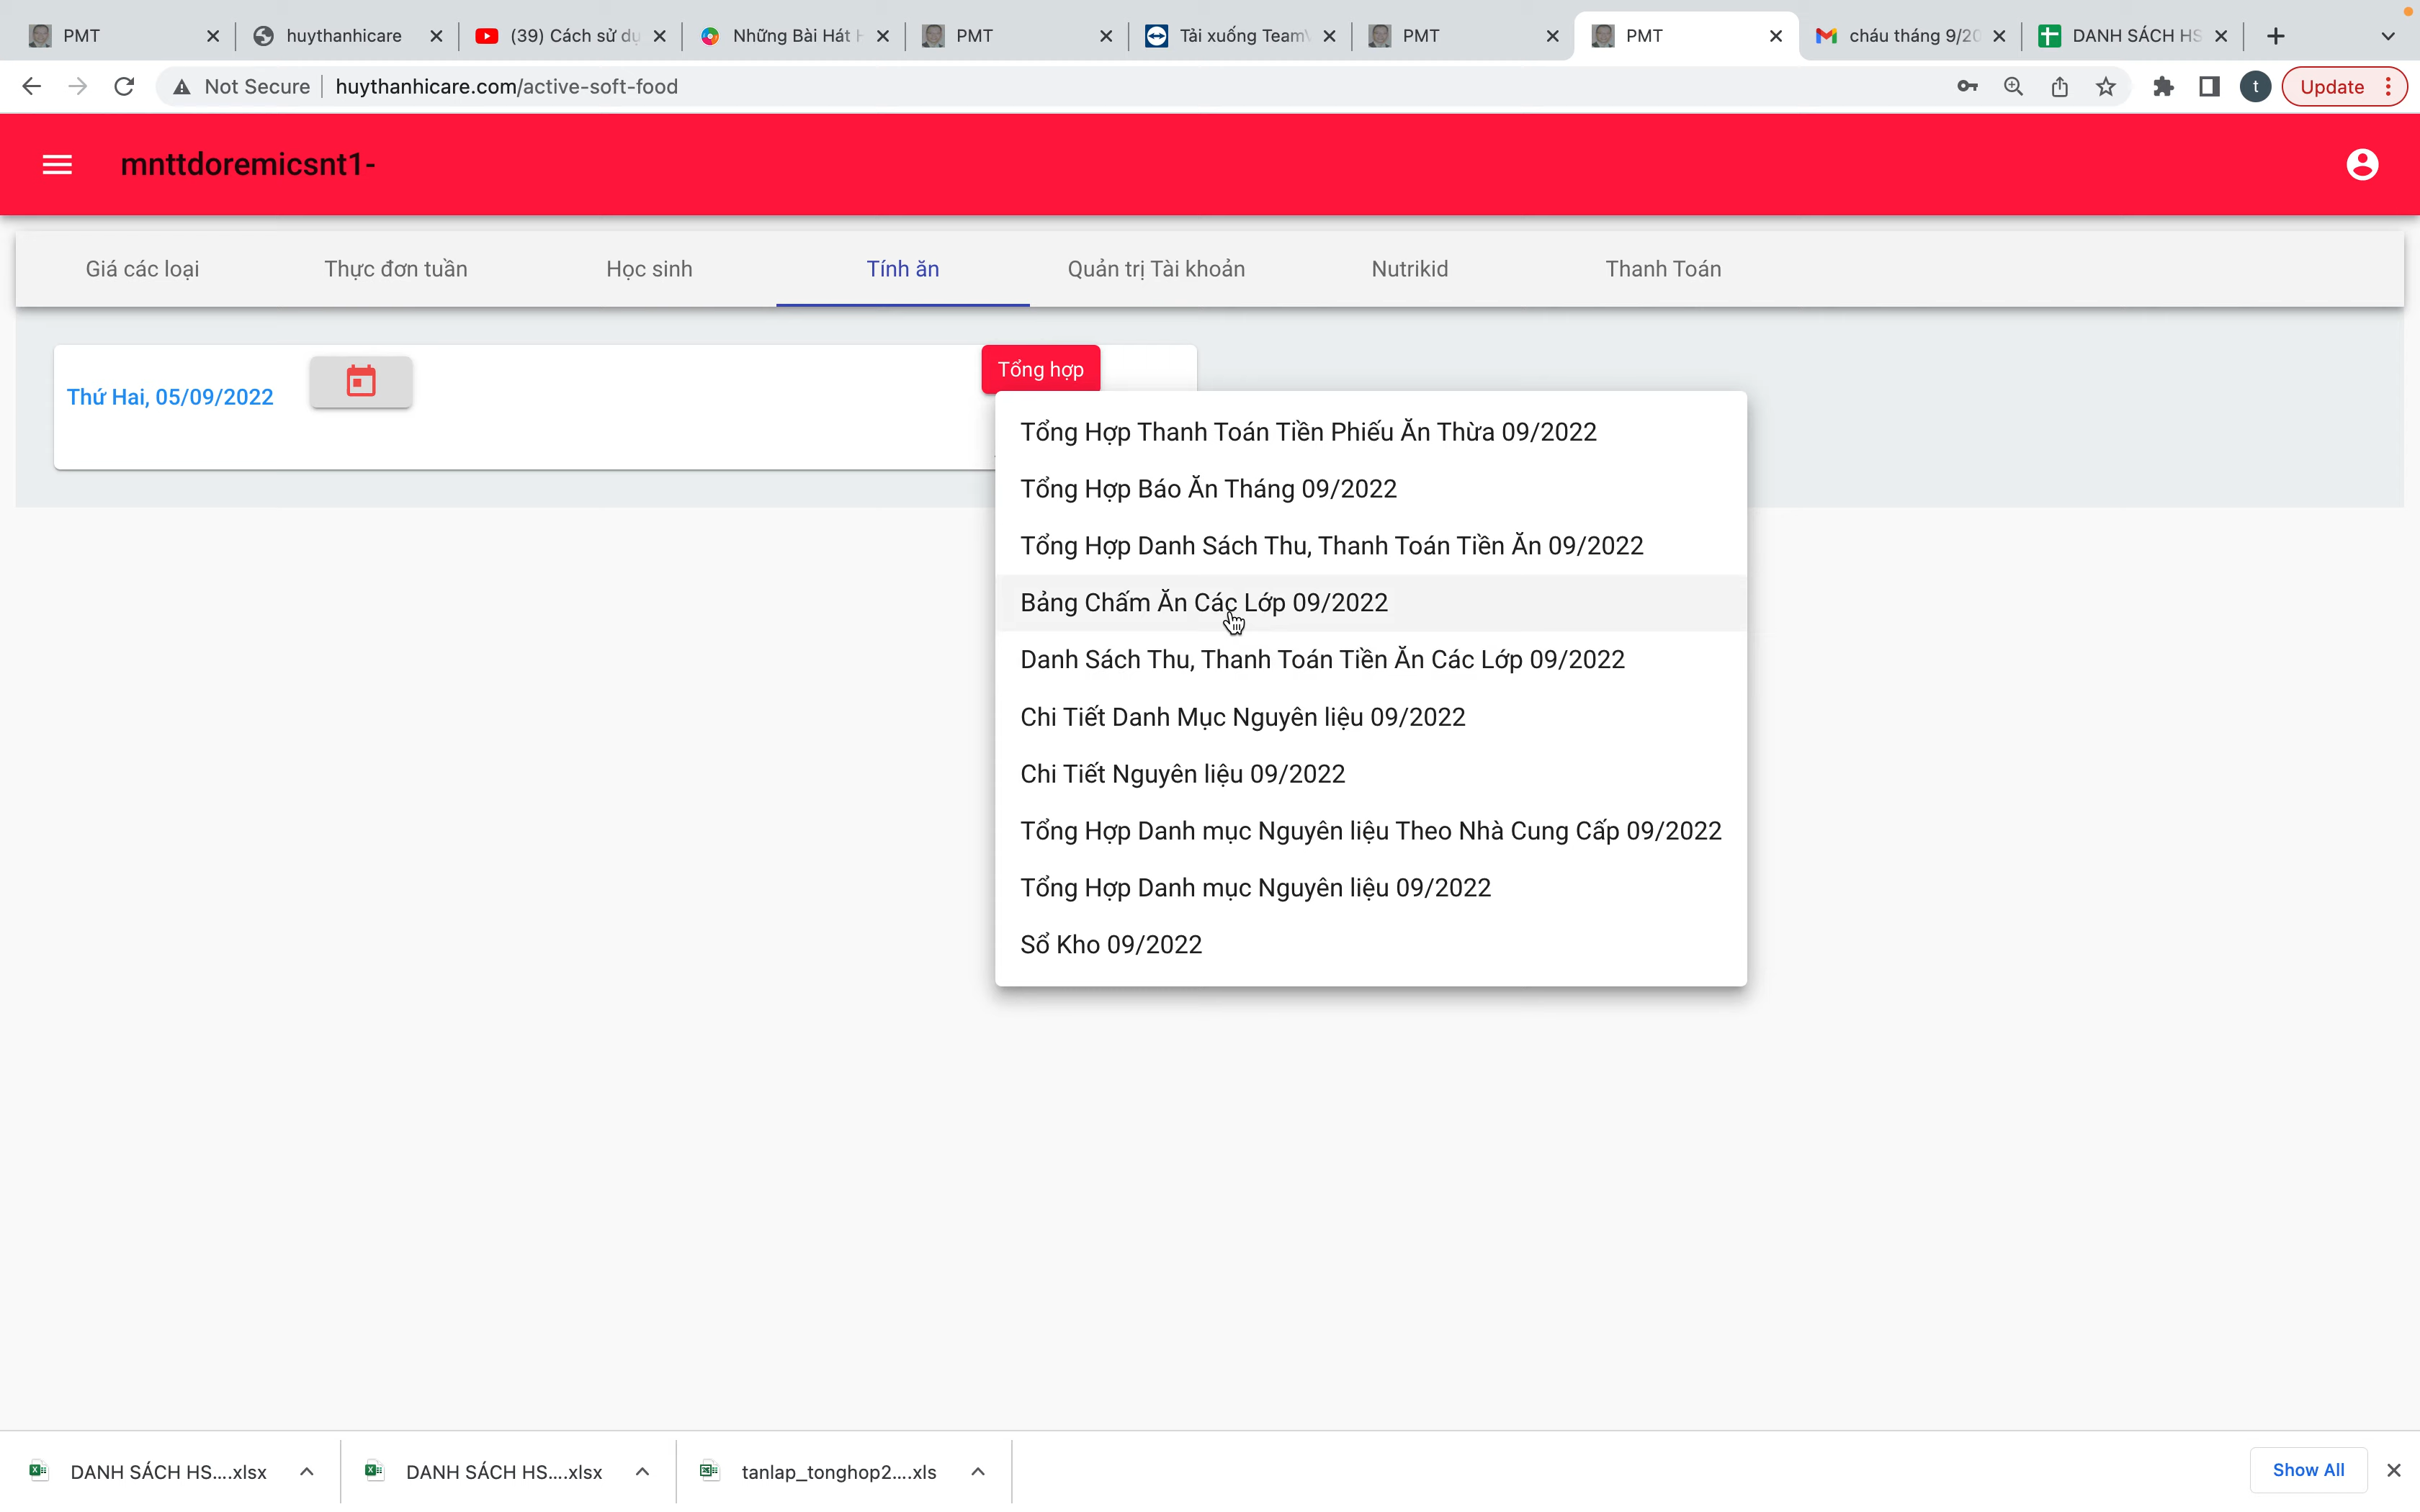 PMT
huythanhicare
(39) Cách sử dụ
Những Bài Hát H
PMT
Tải xuống TeamV
PMT
PMT
cháu tháng 9/20
DANH SÁCH HS
Not Secure
huythanhicare.com/active-soft-food
t
Update
mnttdoremicsnt1-
Giá các loại
Thực đơn tuần
Học sinh
Tính ăn
Quản trị Tài khoản
Nutrikid
Thanh Toán
Thứ Hai, 05/09/2022
Tổng hợp
Tổng Hợp Thanh Toán Tiền Phiếu Ăn Thừa 09/2022
Tổng Hợp Báo Ăn Tháng 09/2022
Tổng Hợp Danh Sách Thu, Thanh Toán Tiền Ăn 09/2022
Bảng Chấm Ăn Các Lớp 09/2022
Danh Sách Thu, Thanh Toán Tiền Ăn Các Lớp 09/2022
Chi Tiết Danh Mục Nguyên liệu 09/2022
Chi Tiết Nguyên liệu 09/2022
Tổng Hợp Danh mục Nguyên liệu Theo Nhà Cung Cấp 09/2022
Tổng Hợp Danh mục Nguyên liệu 09/2022
Sổ Kho 09/2022
DANH SÁCH HS....xlsx
DANH SÁCH HS....xlsx
tanlap_tonghop2....xls
Show All